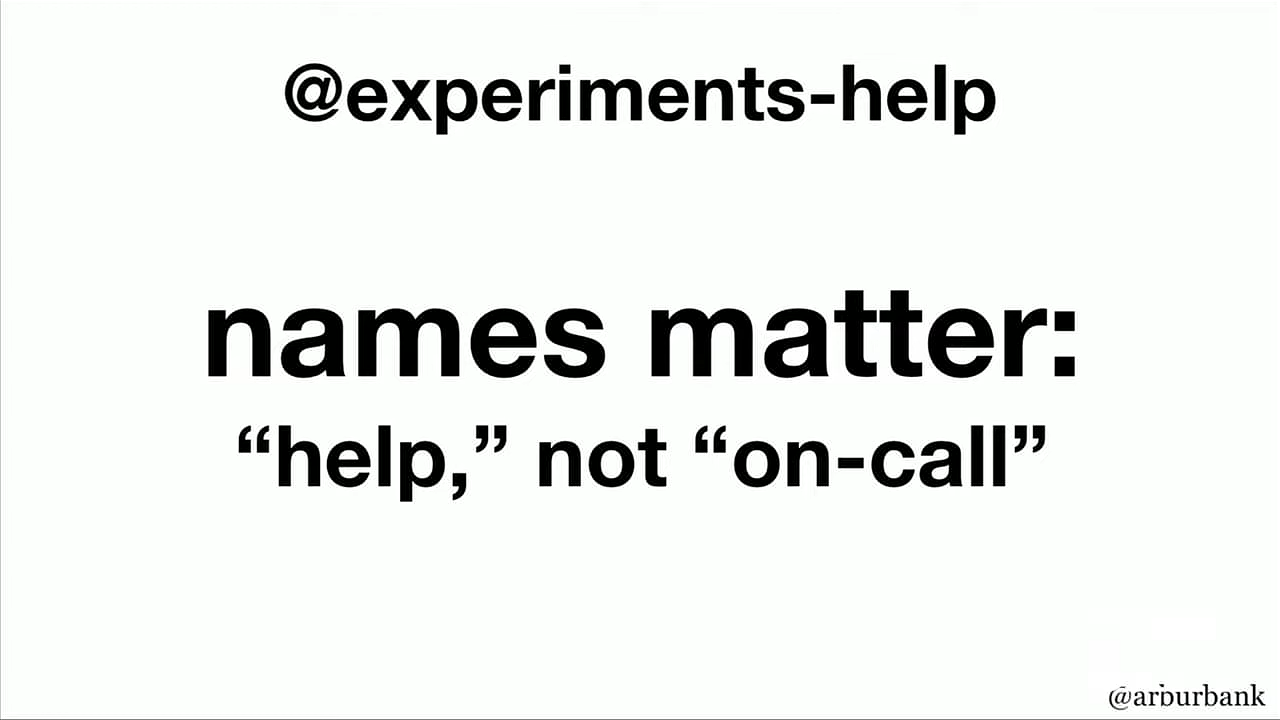 @experiments-help
names matter:
“help,” not “on-call”
@arburbank